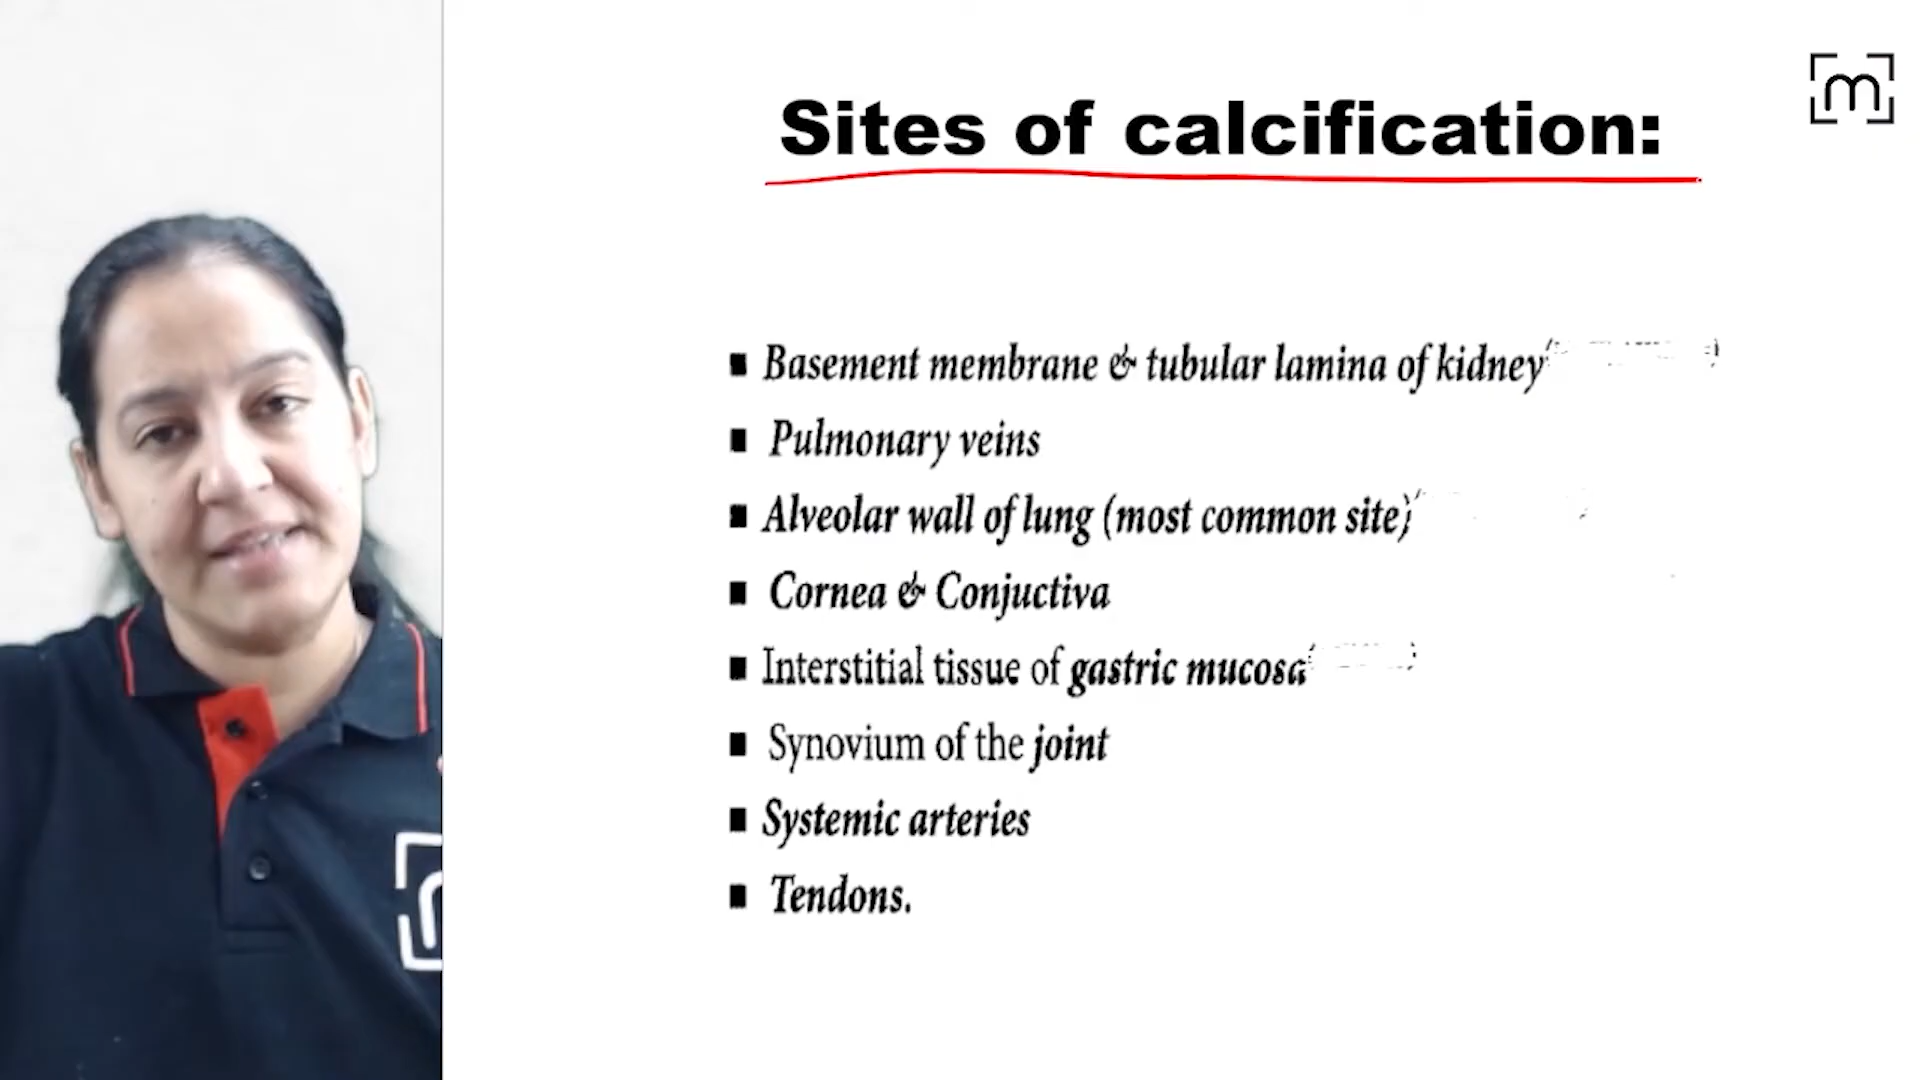 Sites of calcification:
▪ Basement membrane & tubular lamina of kidney
▪ Pulmonary veins
▪ Alveolar wall of lung (most common site)
▪ Cornea & Conjuctiva
▪ Interstitial tissue of gastric mucosa
▪ Synovium of the joint
▪ Systemic arteries
▪ Tendons.